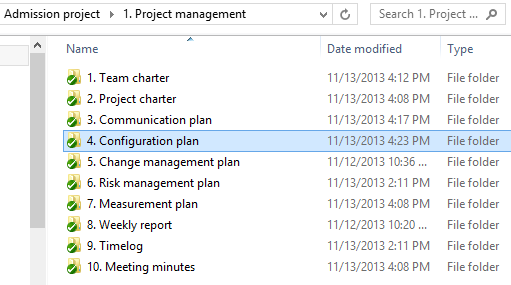 Admission project 1. Project management Search 1. Project ...
Name Date modified Type
1. Team charter 11/13/2013 4:12 PM File folder
2. Project charter 11/13/2013 4:08 PM File folder
3. Communication plan 11/13/2013 4:17 PM File folder
4. Configuration plan 11/13/2013 4:23 PM File folder
5. Change management plan 11/12/2013 10:36 ... File folder
6. Risk management plan 11/13/2013 2:11 PM File folder
7. Measurement plan 11/13/2013 4:08 PM File folder
8. Weekly report 11/12/2013 10:20 ... File folder
9. Timelog 11/13/2013 2:11 PM File folder
10. Meeting minutes 11/13/2013 4:08 PM File folder